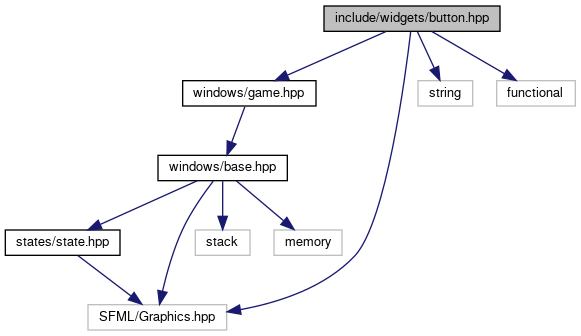 include/widgets/button.hpp
windows/game.hpp
string
functional
windows/base.hpp
states/state.hpp
stack
memory
SFML/Graphics.hpp